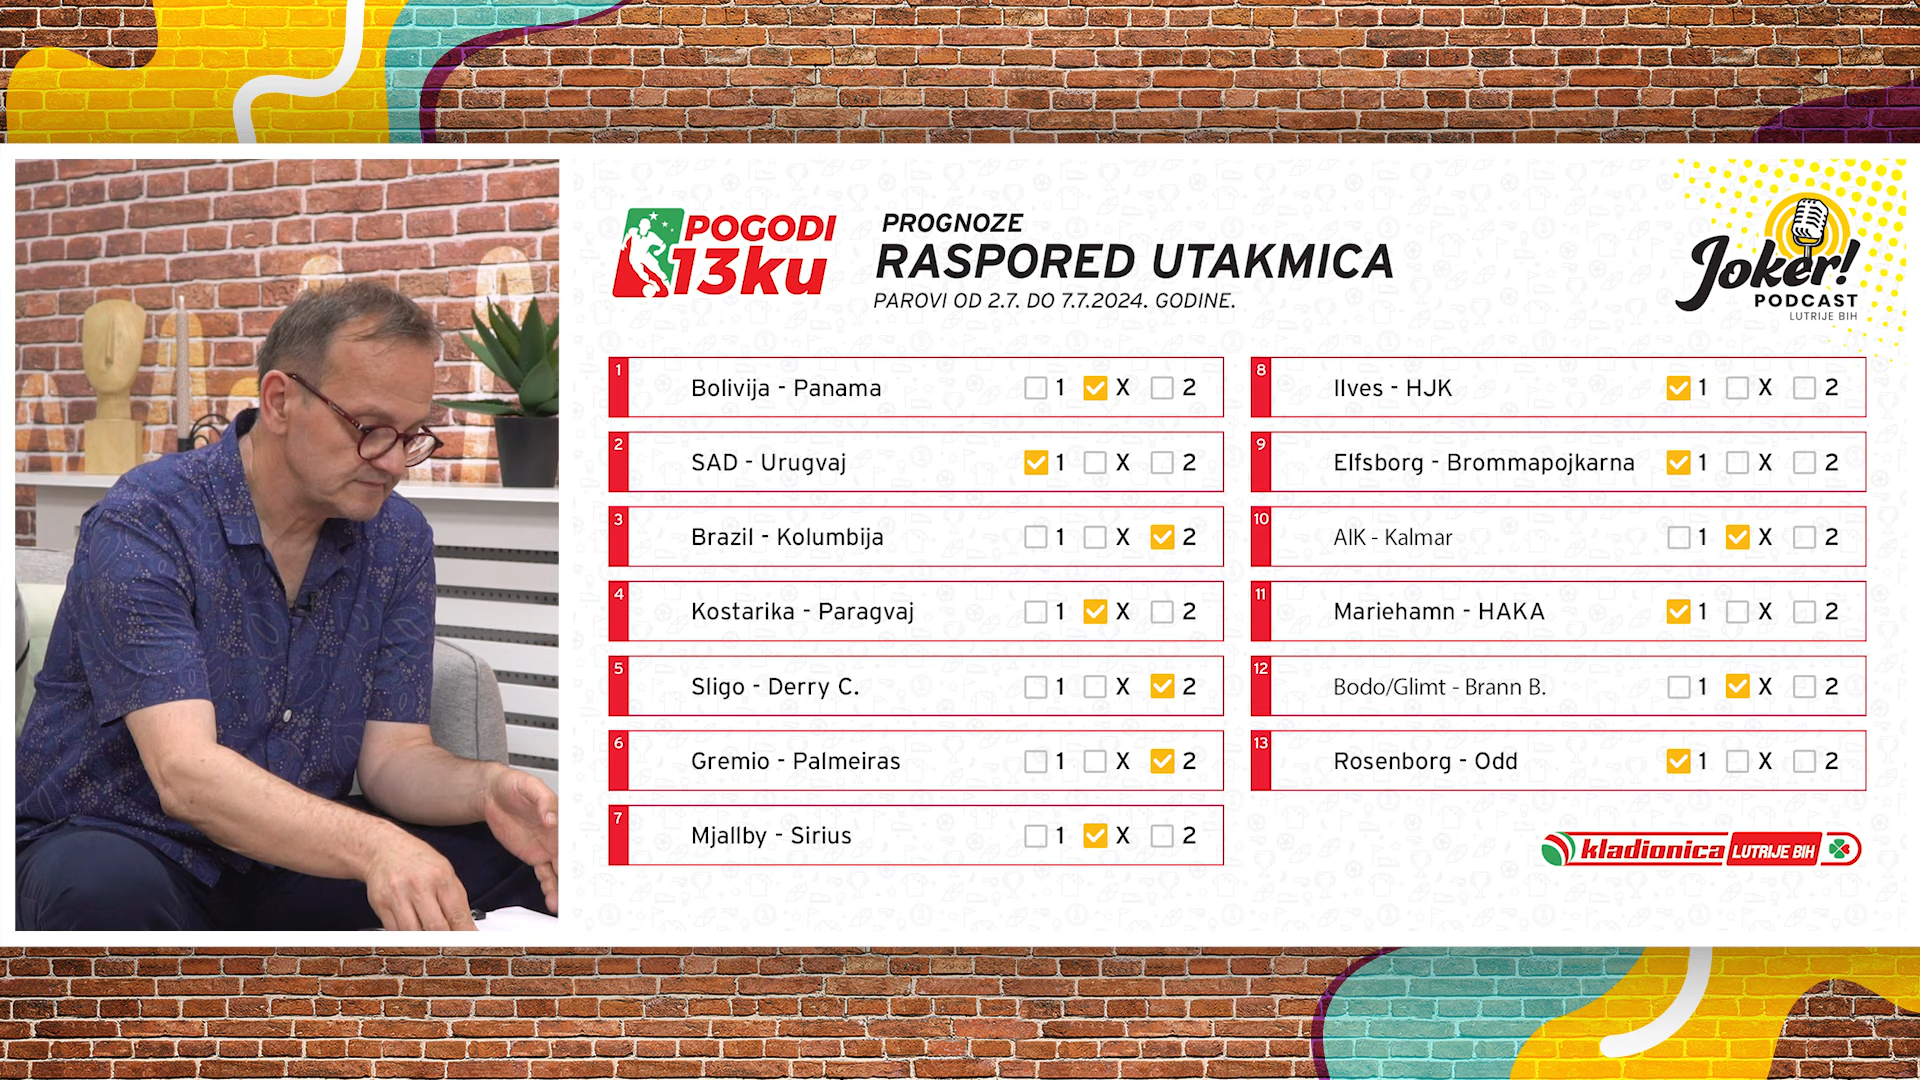 POGODI
13ku
PROGNOZE
RASPORED UTAKMICA
PAROVI OD 2.7. DO 7.7.2024. GODINE.
Joker!
PODCAST
LUTRIJE BIH
1 Bolivija - Panama 1 X 2
2 SAD - Urugvaj 1 X 2
3 Brazil - Kolumbija 1 X 2
4 Kostarika - Paragvaj 1 X 2
5 Sligo - Derry C. 1 X 2
6 Gremio - Palmeiras 1 X 2
7 Mjallby - Sirius 1 X 2
8 Ilves - HJK 1 X 2
9 Elfsborg - Brommapojkarna 1 X 2
10 AIK - Kalmar 1 X 2
11 Mariehamn - HAKA 1 X 2
12 Bodo/Glimt - Brann B. 1 X 2
13 Rosenborg - Odd 1 X 2
kladionica LUTRIJE BIH